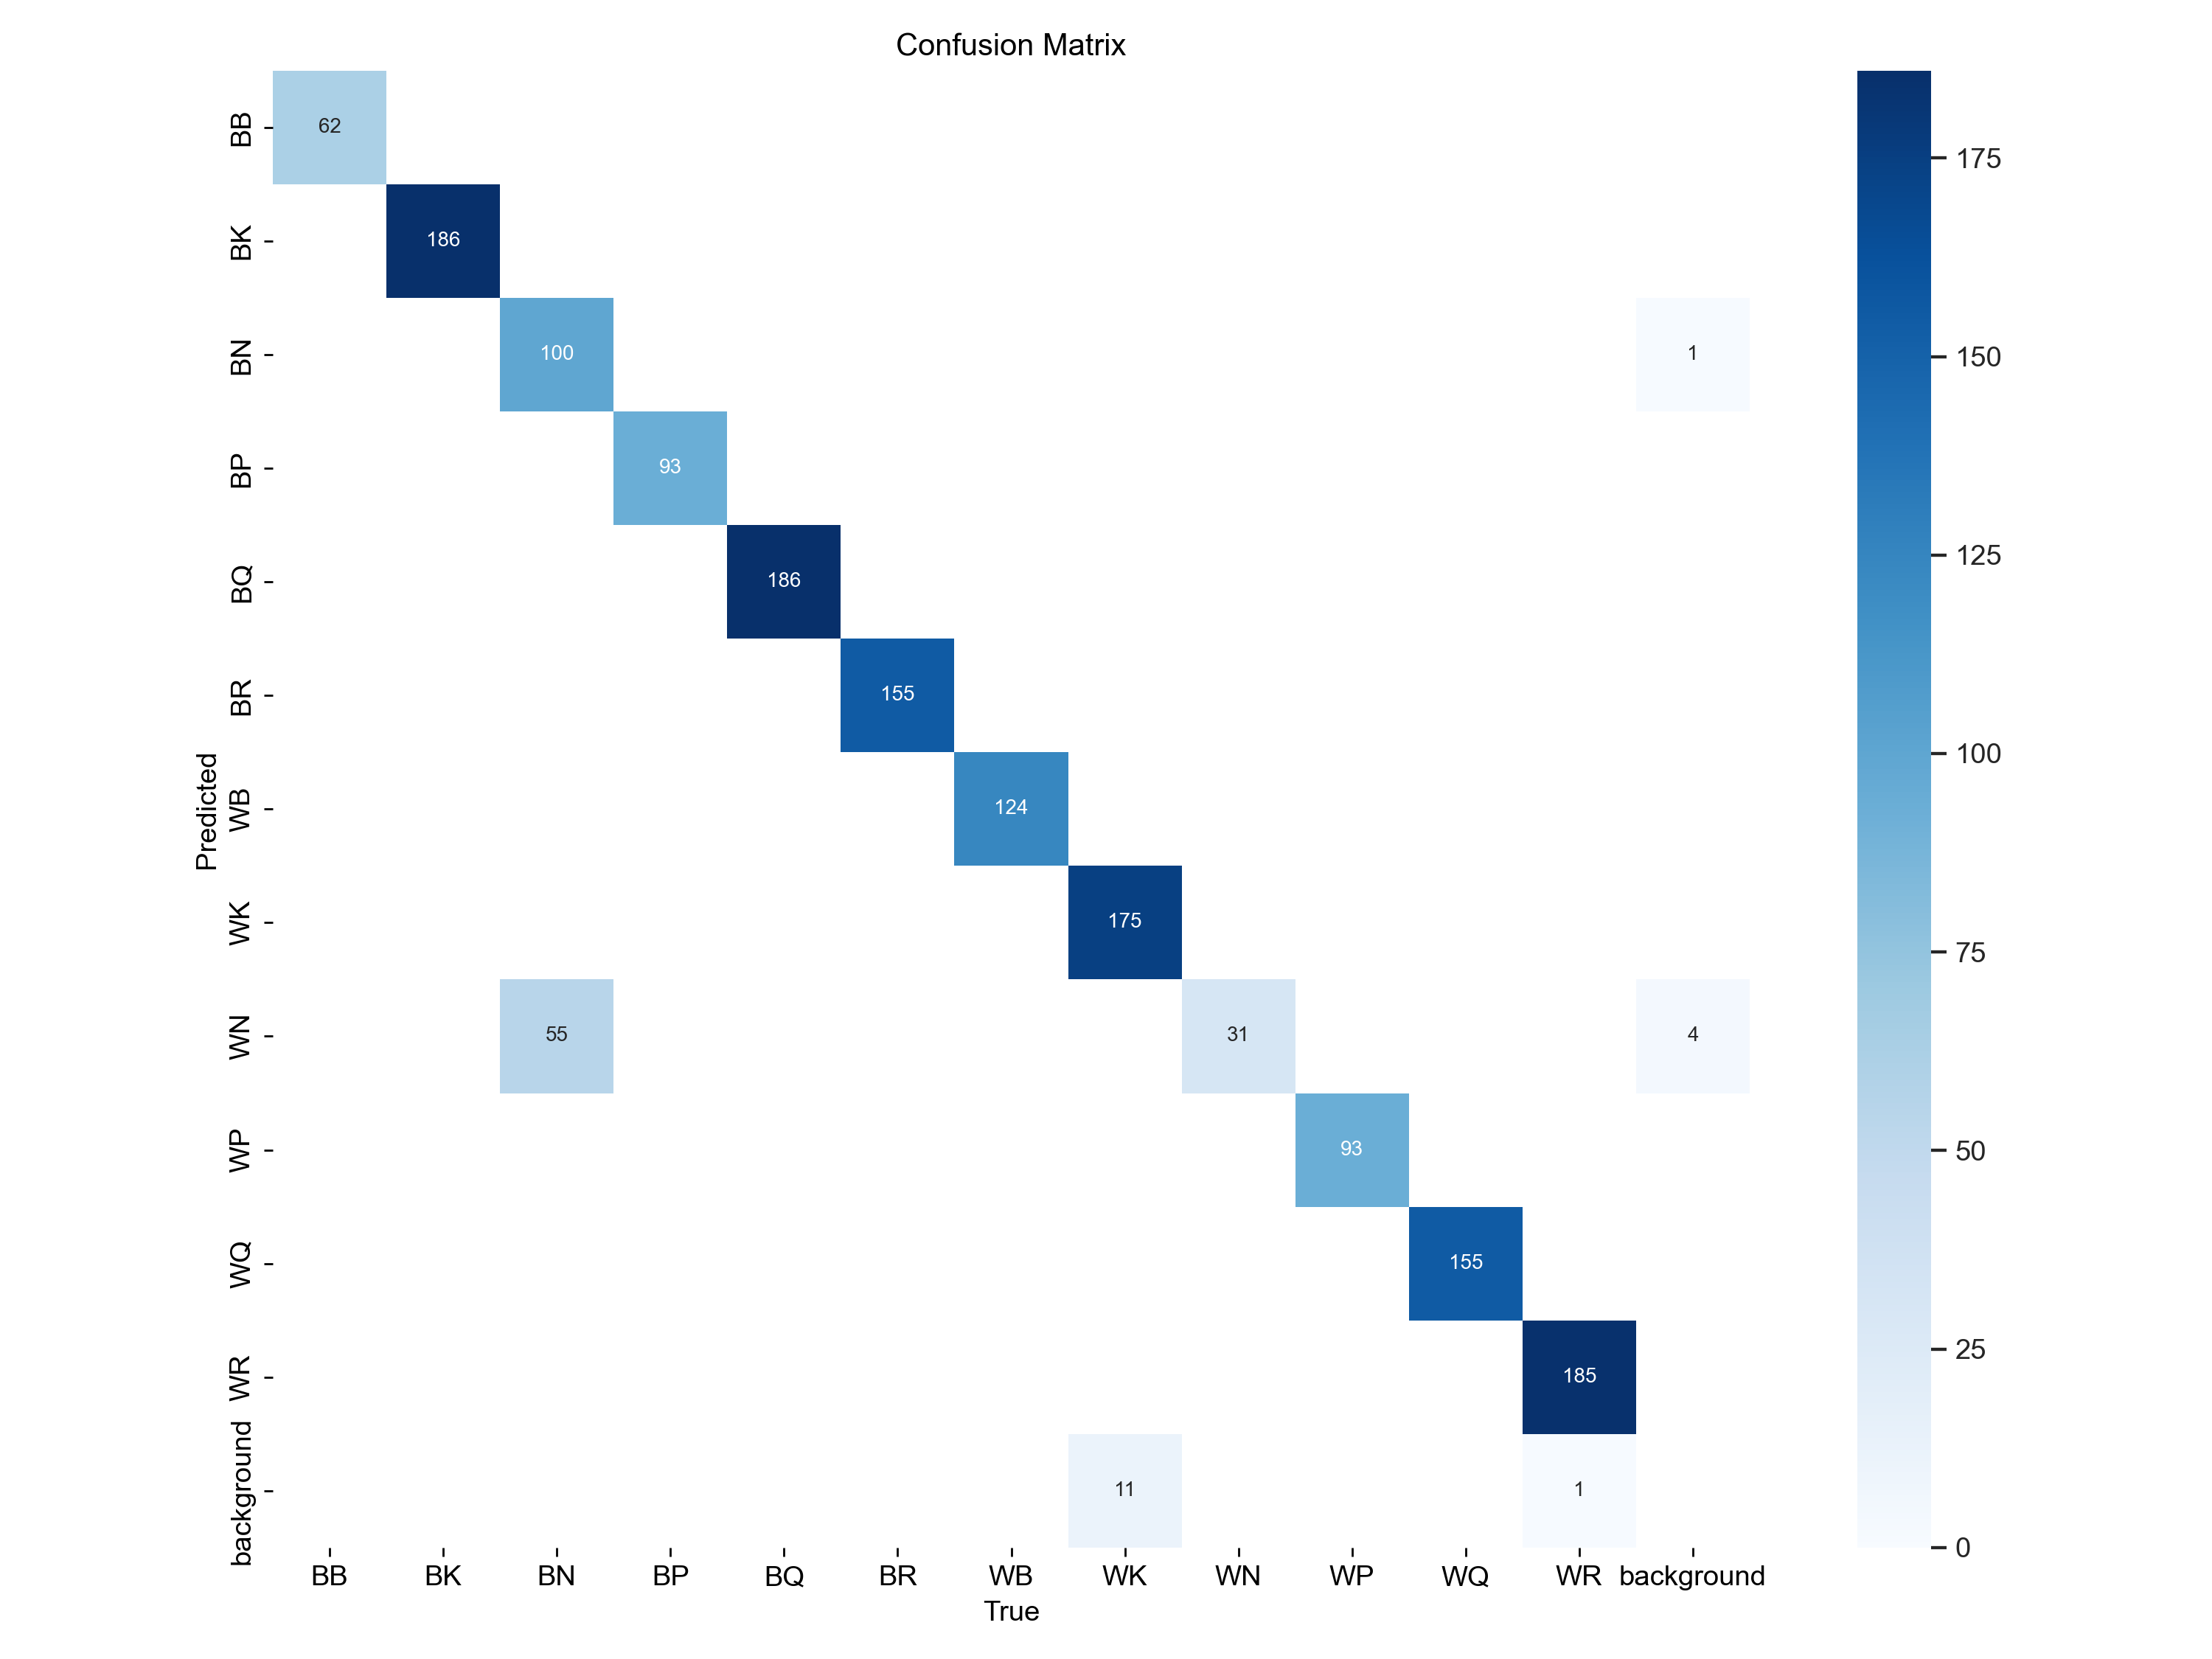 Confusion Matrix
BB 62
BK 186
BN 100 1
BP 93
BQ 186
BR 155
WB 124
WK 175
WN 55 31 4
WP 93
WQ 155
WR 185
background 11 1
Predicted
BB BK BN BP BQ BR WB WK WN WP WQ WR background
True
175
150
125
100
75
50
25
0